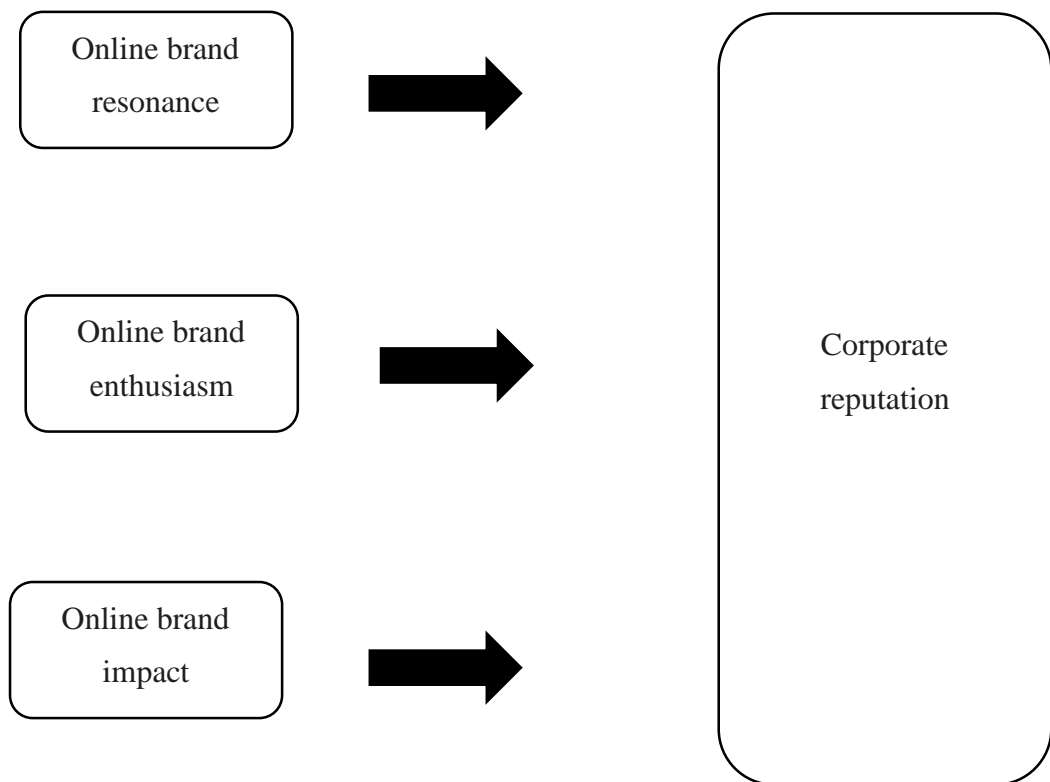 Online brand
resonance
Online brand
enthusiasm
Corporate
reputation
Online brand
impact